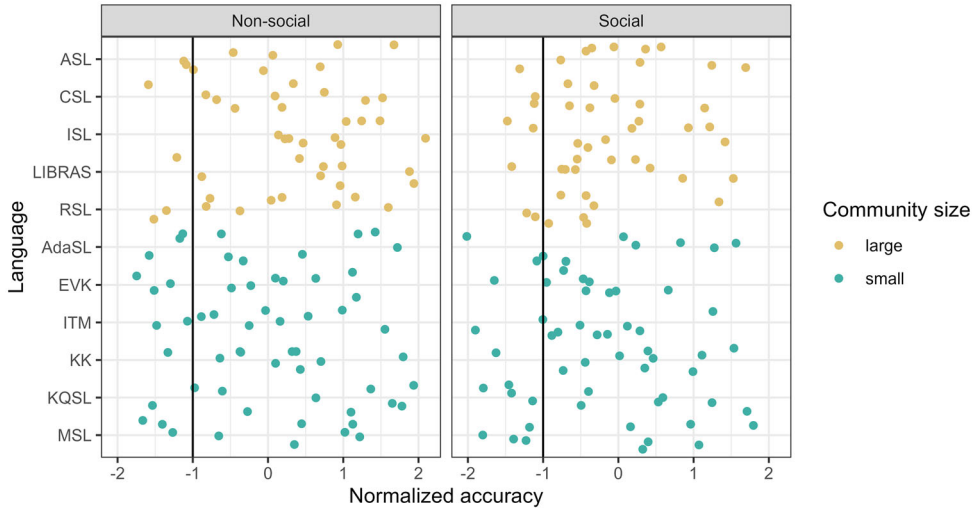 Non-social
Social
Language
ASL
CSL
ISL
LIBRAS
RSL
AdaSL
EVK
ITM
KK
KQSL
MSL
-2 -1 0 1 2
-2 -1 0 1 2
Normalized accuracy
Community size
large
small